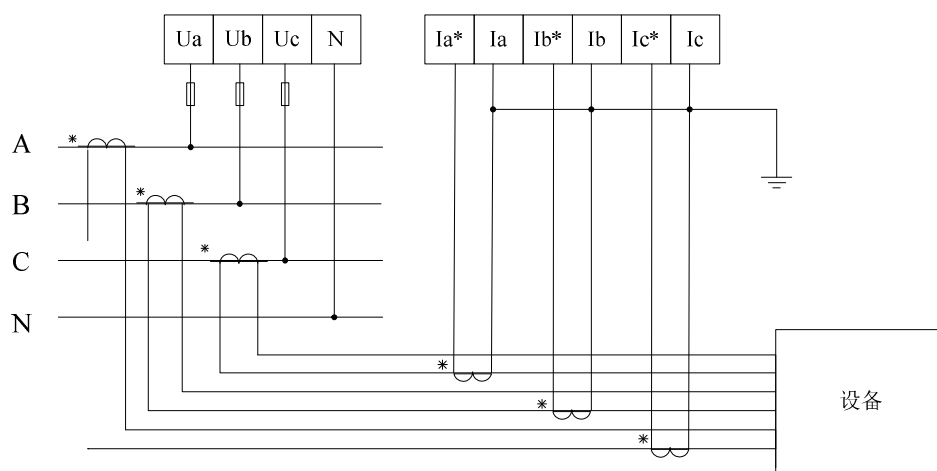 Ua Ub Uc N Ia* Ia Ib* Ib Ic* Ic
A *
B *
C *
N
*
*
设备
*